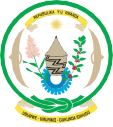 REPUBULIKA Y'U RWANDA
UBUMWE - UMURIMO - GUKUNDA IGIHUGU